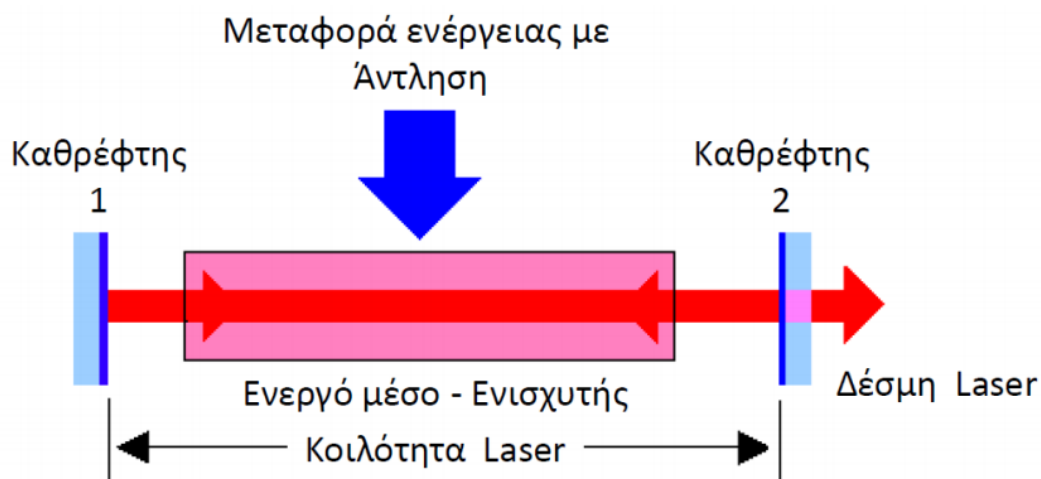 Μεταφορά ενέργειας με
Άντληση
Καθρέφτης
1
Καθρέφτης
2
Ενεργό μέσο - Ενισχυτής
Δέσμη Laser
Κοιλότητα Laser